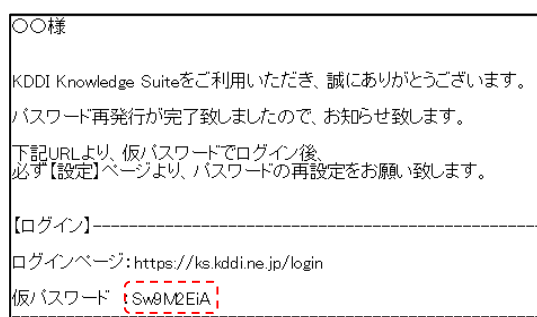 ○○様
KDDI Knowledge Suiteをご利用いただき、誠にありがとうございます。
パスワード再発行が完了致しましたので、お知らせ致します。
下記URLより、仮パスワードでログイン後、
必ず【設定】ページより、パスワードの再設定をお願い致します。
【ログイン】--------------------------------------------------
ログインページ：https://ks.kddi.ne.jp/login
仮パスワード　：Sw9M2EiA